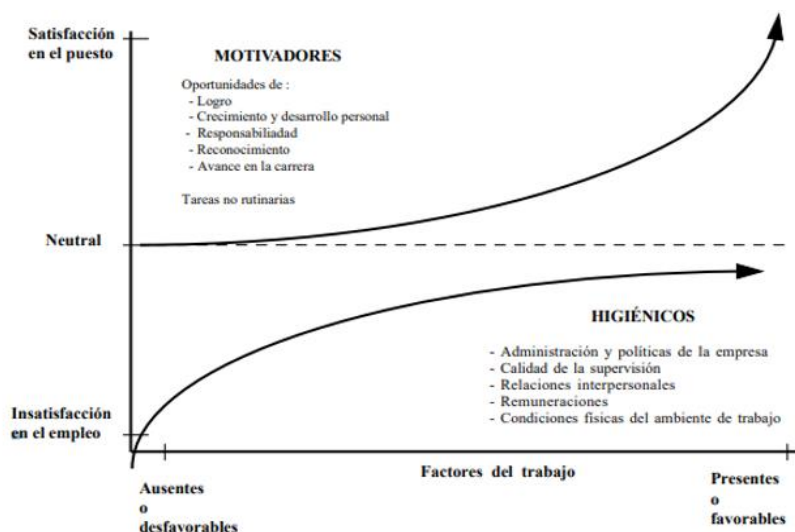 Satisfacción
en el puesto
MOTIVADORES
Oportunidades de :
- Logro
- Crecimiento y desarrollo personal
- Responsabiliadad
- Reconocimiento
- Avance en la carrera
Tareas no rutinarias
Neutral
HIGIÉNICOS
- Administración y políticas de la empresa
- Calidad de la supervisión
- Relaciones interpersonales
- Remuneraciones
- Condiciones físicas del ambiente de trabajo
Insatisfacción
en el empleo
Factores del trabajo
Ausentes
o
desfavorables
Presentes
o
favorables